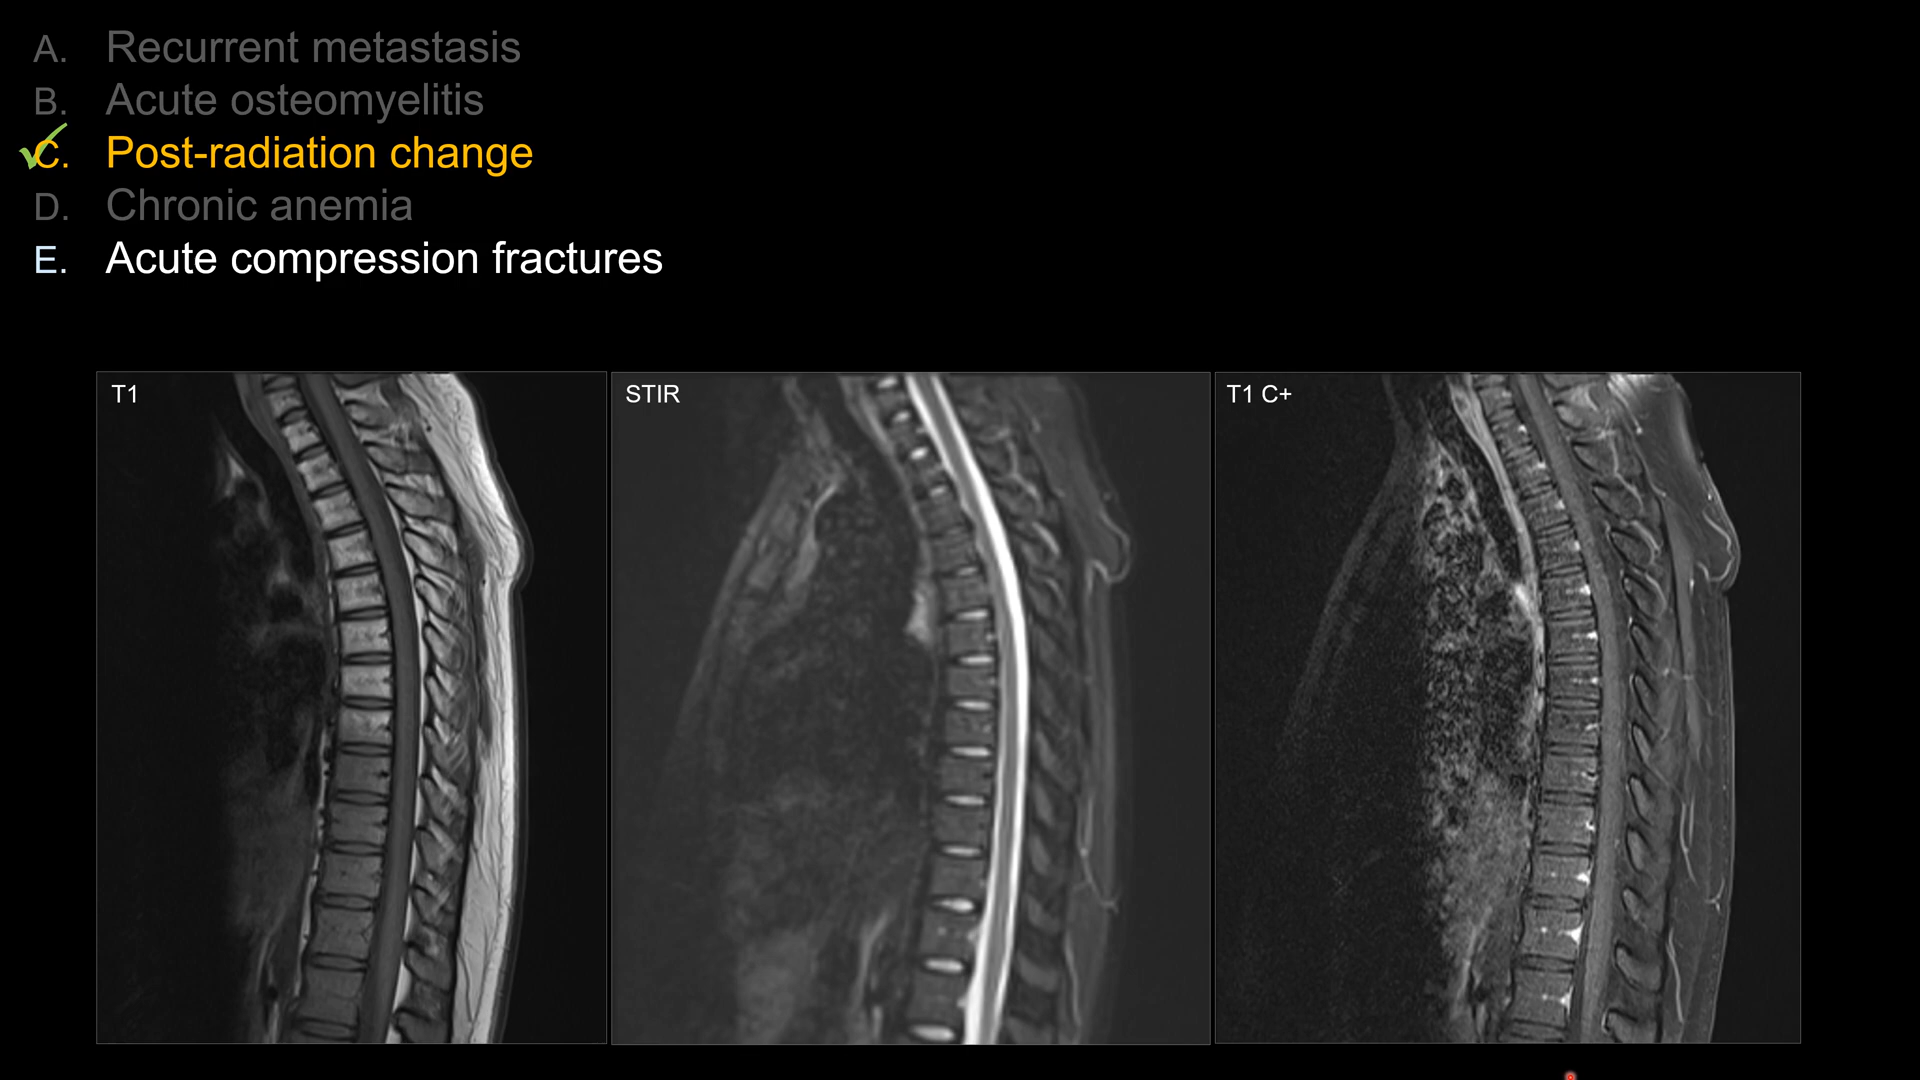 A. Recurrent metastasis
B. Acute osteomyelitis
C. Post-radiation change
D. Chronic anemia
E. Acute compression fractures
T1
STIR
T1 C+